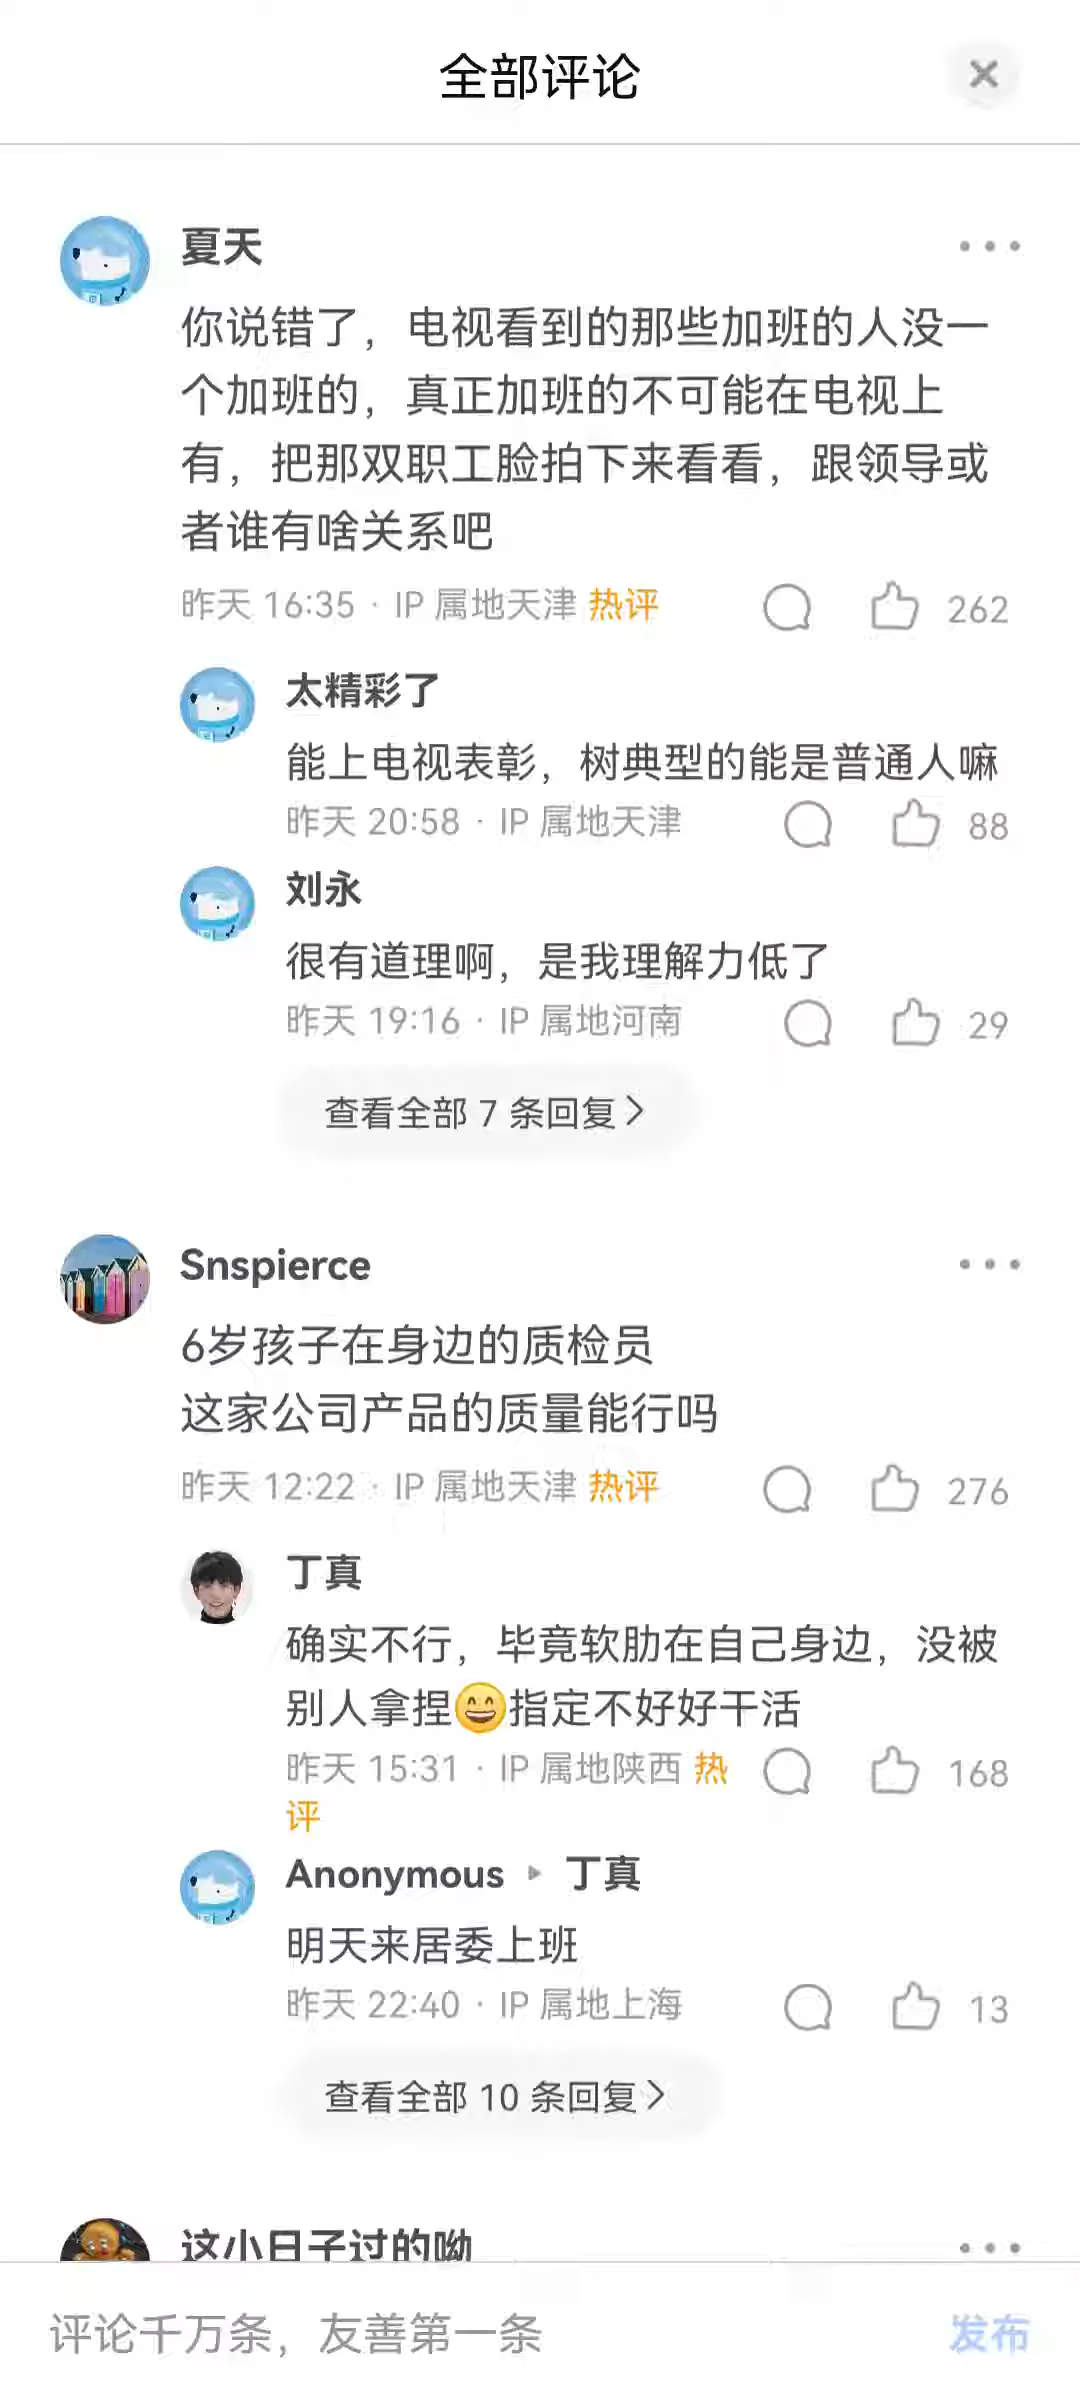 全部评论
夏天
你说错了，电视看到的那些加班的人没一
个加班的，真正加班的不可能在电视上
有，把那双职工脸拍下来看看，跟领导或
者谁有啥关系吧
昨天 16:35 · IP 属地天津 热评 262
太精彩了
能上电视表彰，树典型的能是普通人嘛
昨天 20:58 · IP 属地天津 88
刘永
很有道理啊，是我理解力低了
昨天 19:16 · IP 属地河南 29
查看全部 7 条回复
Snspierce
6岁孩子在身边的质检员
这家公司产品的质量能行吗
昨天 12:22 · IP 属地天津 热评 276
丁真
确实不行，毕竟软肋在自己身边，没被
别人拿捏😄指定不好好干活
昨天 15:31 · IP 属地陕西 热 168
评
Anonymous ▸ 丁真
明天来居委上班
昨天 22:40 · IP 属地上海 13
查看全部 10 条回复
这小日子过的呦
评论千万条，友善第一条 发布